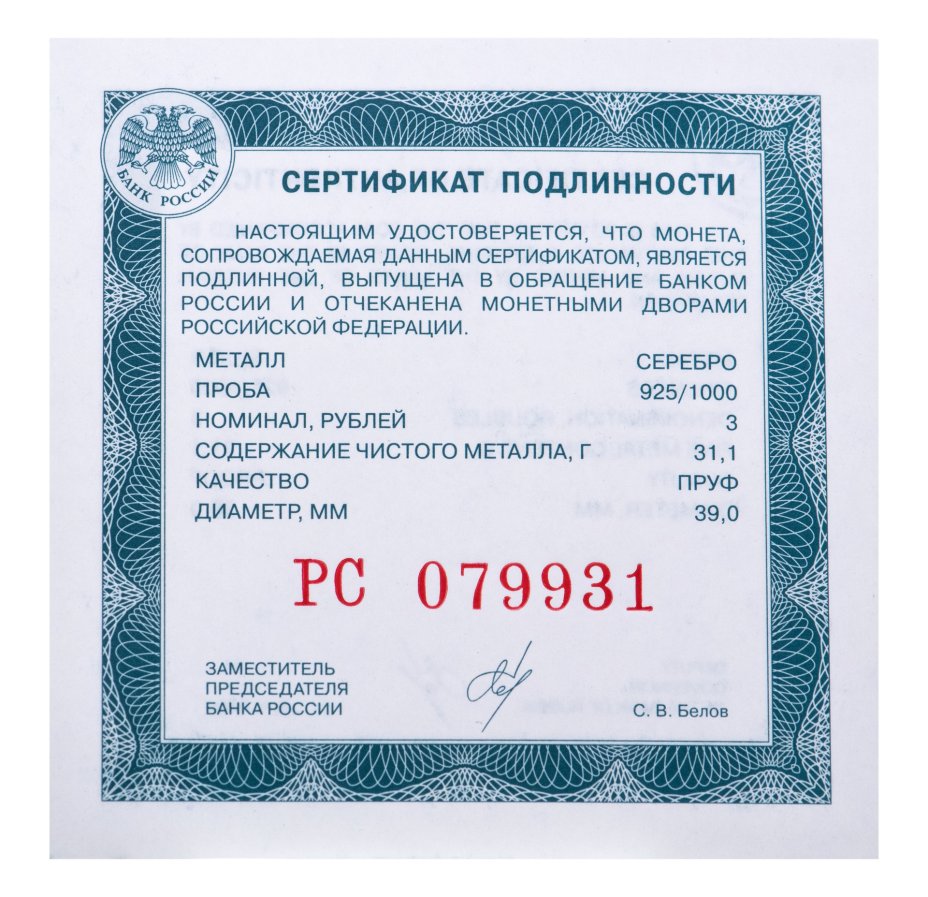 БАНК РОССИИ
СЕРТИФИКАТ ПОДЛИННОСТИ
НАСТОЯЩИМ УДОСТОВЕРЯЕТСЯ, ЧТО МОНЕТА,
СОПРОВОЖДАЕМАЯ ДАННЫМ СЕРТИФИКАТОМ, ЯВЛЯЕТСЯ
ПОДЛИННОЙ, ВЫПУЩЕНА В ОБРАЩЕНИЕ БАНКОМ
РОССИИ И ОТЧЕКАНЕНА МОНЕТНЫМИ ДВОРАМИ
РОССИЙСКОЙ ФЕДЕРАЦИИ.
МЕТАЛЛ СЕРЕБРО
ПРОБА 925/1000
НОМИНАЛ, РУБЛЕЙ 3
СОДЕРЖАНИЕ ЧИСТОГО МЕТАЛЛА, Г 31,1
КАЧЕСТВО ПРУФ
ДИАМЕТР, ММ 39,0
РС 079931
ЗАМЕСТИТЕЛЬ
ПРЕДСЕДАТЕЛЯ
БАНКА РОССИИ С. В. Белов